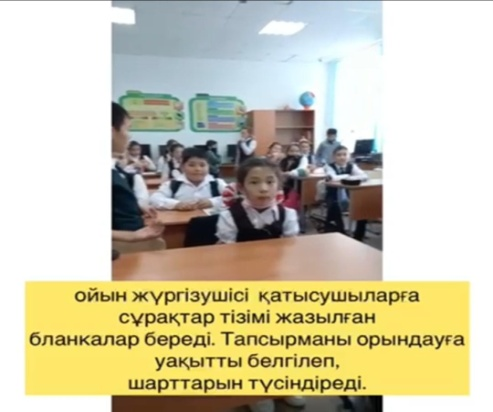 ойын жүргізушісі қатысушыларға
сұрақтар тізімі жазылған
бланкалар береді. Тапсырманы орындауға
уақытты белгілеп,
шарттарын түсіндіреді.